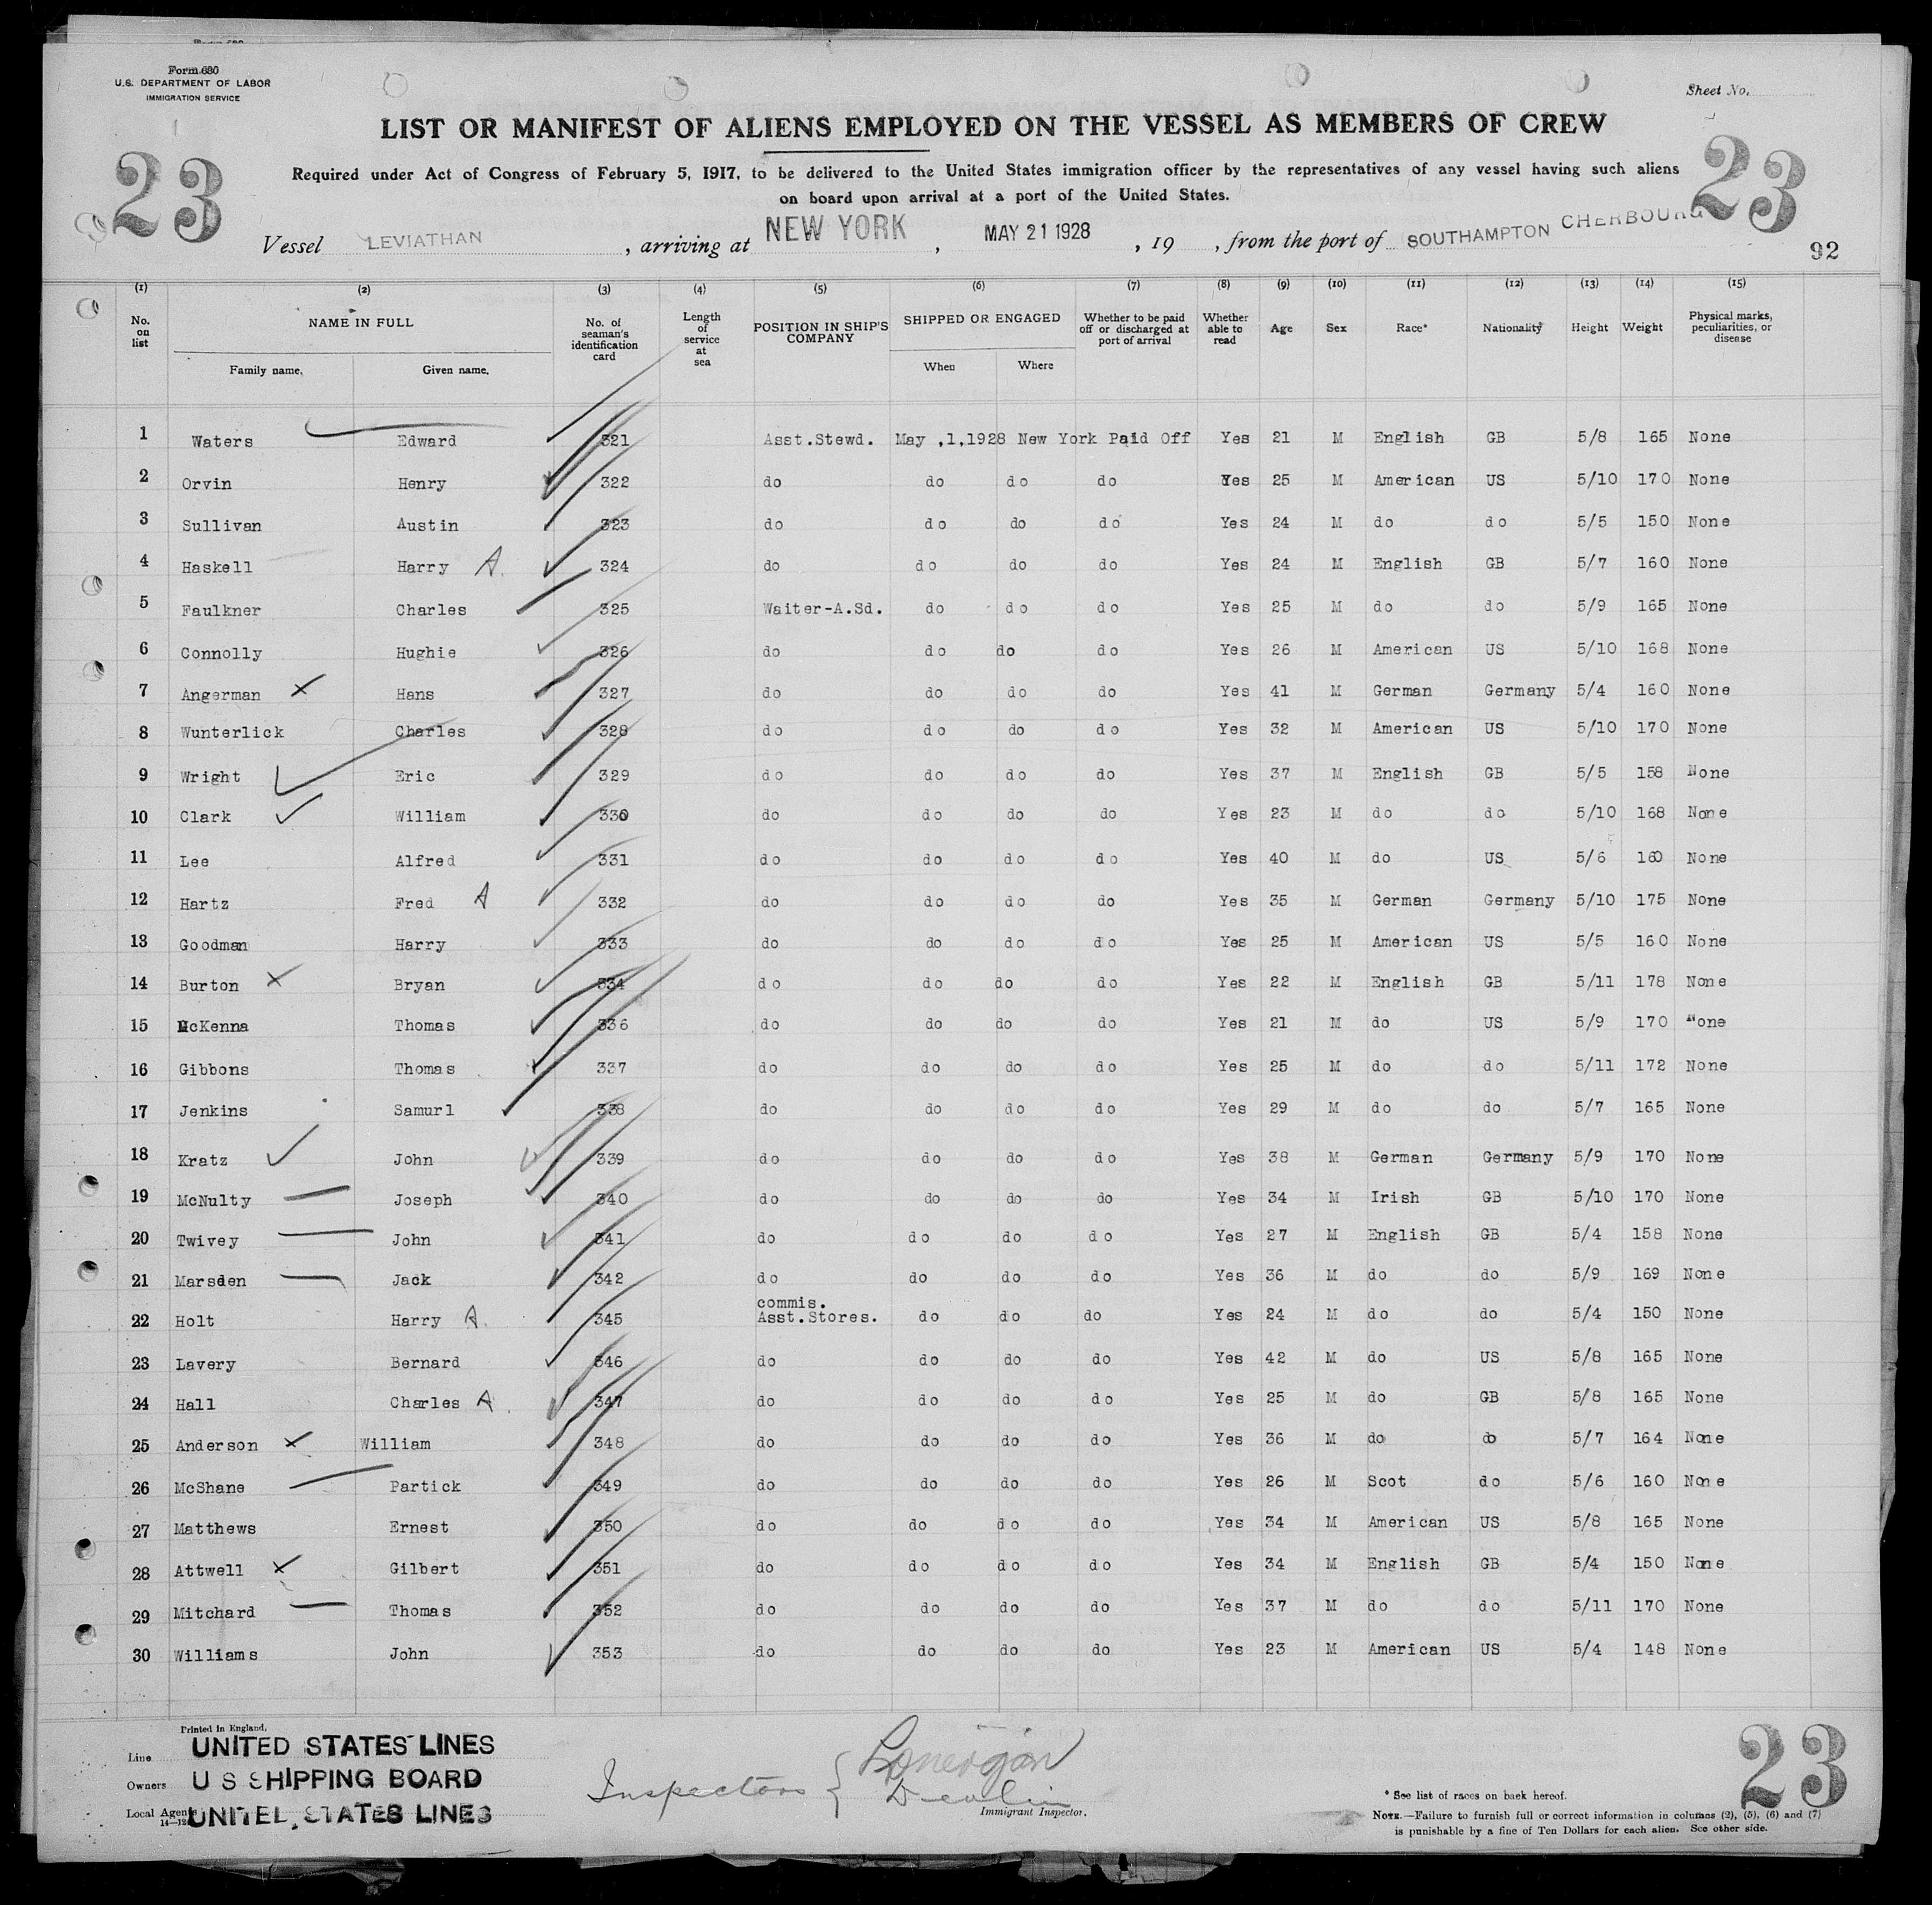 Form 680
U.S. DEPARTMENT OF LABOR
IMMIGRATION SERVICE
Sheet No.
LIST OR MANIFEST OF ALIENS EMPLOYED ON THE VESSEL AS MEMBERS OF CREW
23 23
Required under Act of Congress of February 5, 1917, to be delivered to the United States immigration officer by the representatives of any vessel having such aliens
on board upon arrival at a port of the United States.
Vessel LEVIATHAN , arriving at NEW YORK , MAY 21 1928 , 19 , from the port of SOUTHAMPTON CHERBOURG
92
(1) (2) (3) (4) (5) (6) (7) (8) (9) (10) (11) (12) (13) (14) (15)
No. on list NAME IN FULL Family name. Given name. No. of seaman's identification card Length of service at sea POSITION IN SHIP'S COMPANY SHIPPED OR ENGAGED When Where Whether to be paid off or discharged at port of arrival Whether able to read Age Sex Race* Nationality Height Weight Physical marks, peculiarities, or disease
1 Waters Edward 321 Asst.Stewd. May ,1,1928 New York Paid Off Yes 21 M English GB 5/8 165 None
2 Orvin Henry 322 do do do do Yes 25 M American US 5/10 170 None
3 Sullivan Austin 323 do do do do Yes 24 M do do 5/5 150 None
4 Haskell Harry A. 324 do do do do Yes 24 M English GB 5/7 160 None
5 Faulkner Charles 325 Waiter-A.Sd. do do do Yes 25 M do do 5/9 165 None
6 Connolly Hughie 326 do do do do Yes 26 M American US 5/10 168 None
7 Angerman Hans 327 do do do do Yes 41 M German Germany 5/4 160 None
8 Wunterlick Charles 328 do do do do Yes 32 M American US 5/10 170 None
9 Wright Eric 329 do do do do Yes 37 M English GB 5/5 158 None
10 Clark William 330 do do do do Yes 23 M do do 5/10 168 None
11 Lee Alfred 331 do do do do Yes 40 M do US 5/6 160 None
12 Hartz Fred A 332 do do do do Yes 35 M German Germany 5/10 175 None
13 Goodman Harry 333 do do do do Yes 25 M American US 5/5 160 None
14 Burton Bryan 334 do do do do Yes 22 M English GB 5/11 178 None
15 McKenna Thomas 336 do do do do Yes 21 M do US 5/9 170 None
16 Gibbons Thomas 337 do do do do Yes 25 M do do 5/11 172 None
17 Jenkins Samurl 338 do do do do Yes 29 M do do 5/7 165 None
18 Kratz John 339 do do do do Yes 38 M German Germany 5/9 170 None
19 McNulty Joseph 340 do do do do Yes 34 M Irish GB 5/10 170 None
20 Twivey John 341 do do do do Yes 27 M English GB 5/4 158 None
21 Marsden Jack 342 do do do do Yes 36 M do do 5/9 169 None
22 Holt Harry A. 345 commis. Asst.Stores. do do do Yes 24 M do do 5/4 150 None
23 Lavery Bernard 346 do do do do Yes 42 M do US 5/8 165 None
24 Hall Charles A. 347 do do do do Yes 25 M do GB 5/8 165 None
25 Anderson William 348 do do do do Yes 36 M do do 5/7 164 None
26 McShane Partick 349 do do do do Yes 26 M Scot do 5/6 160 None
27 Matthews Ernest 350 do do do do Yes 34 M American US 5/8 165 None
28 Attwell Gilbert 351 do do do do Yes 34 M English GB 5/4 150 None
29 Mitchard Thomas 352 do do do do Yes 37 M do do 5/11 170 None
30 Williams John 353 do do do do Yes 23 M American US 5/4 148 None
Printed in England.
Line UNITED STATES LINES
Owners U S SHIPPING BOARD
Local Agents UNITED STATES LINES
Inspectors { Lonergan
Devlin
Immigrant Inspector.
* See list of races on back hereof.
NOTE.—Failure to furnish full or correct information in columns (2), (5), (6) and (7)
is punishable by a fine of Ten Dollars for each alien. See other side.
23